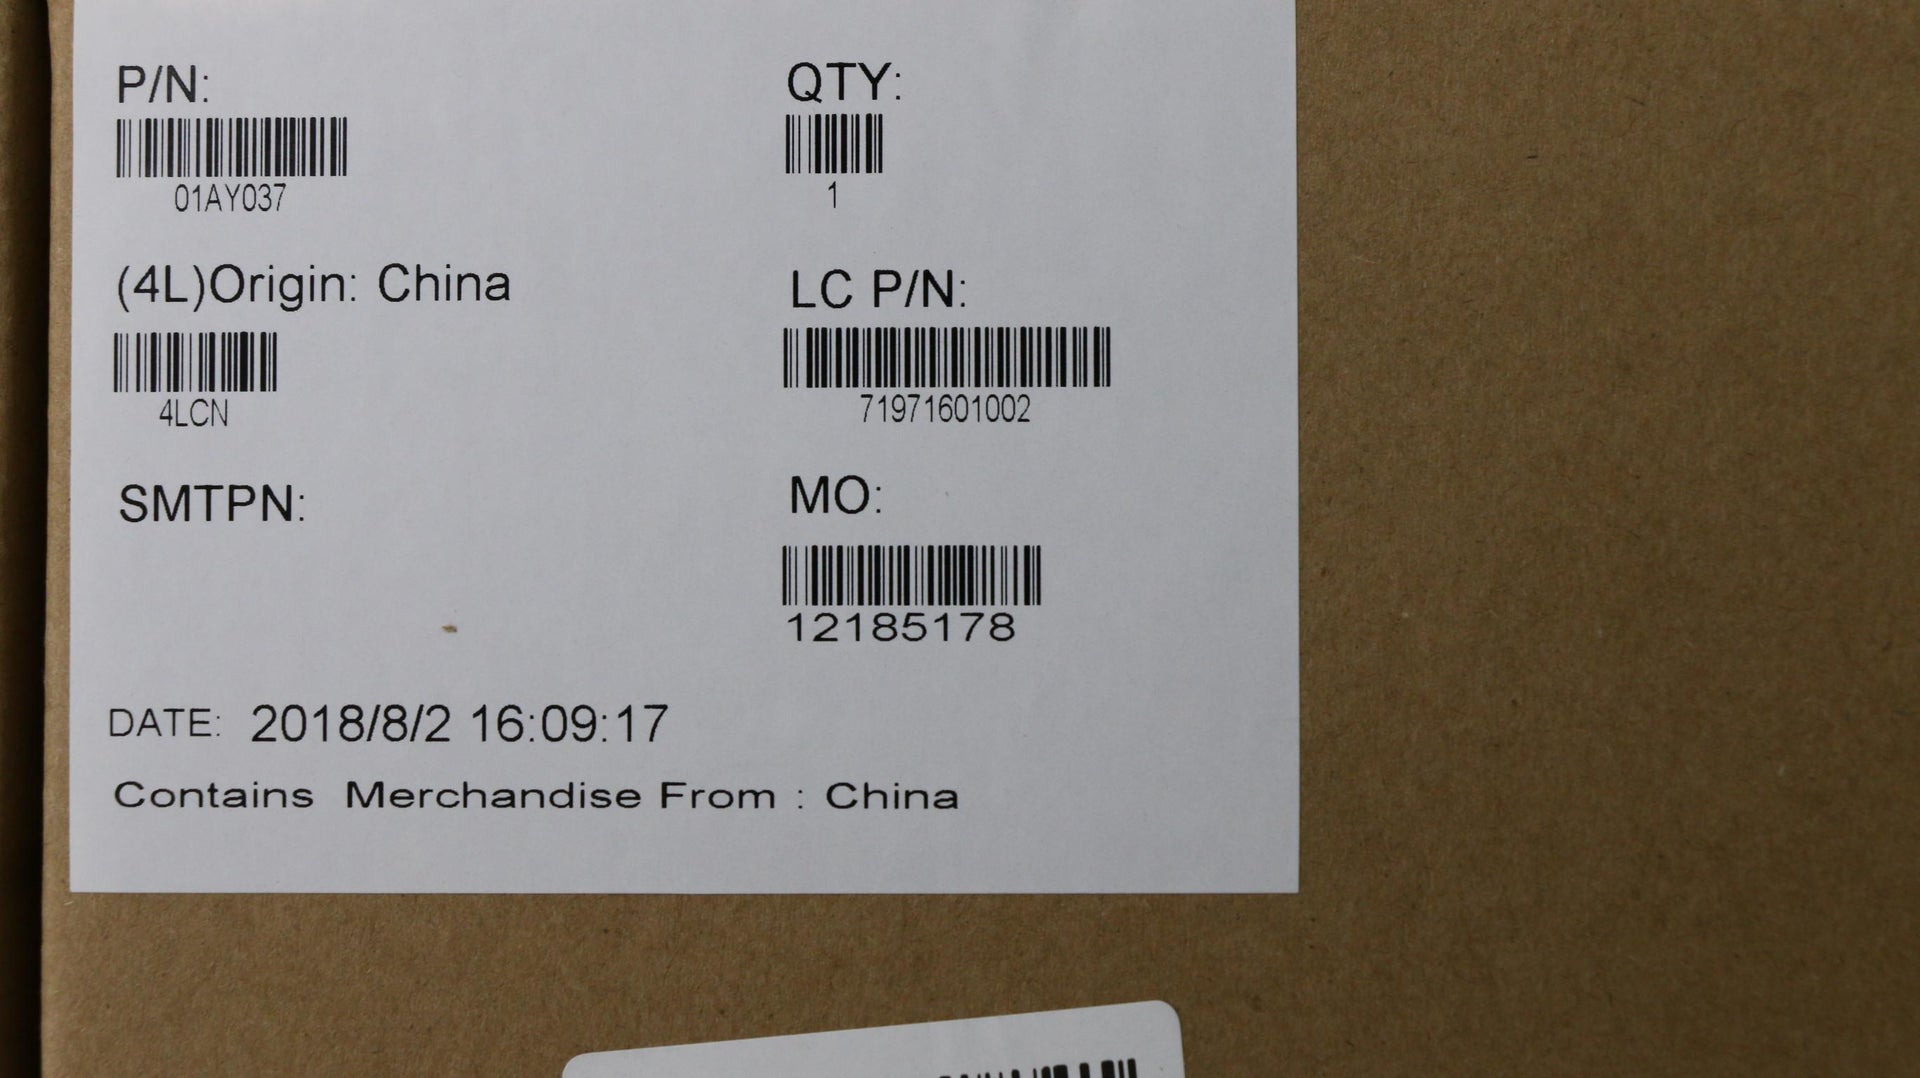 P/N:
QTY:
01AY037
1
(4L)Origin: China
LC P/N:
4LCN
71971601002
SMTPN:
MO:
12185178
DATE: 2018/8/2 16:09:17
Contains Merchandise From : China